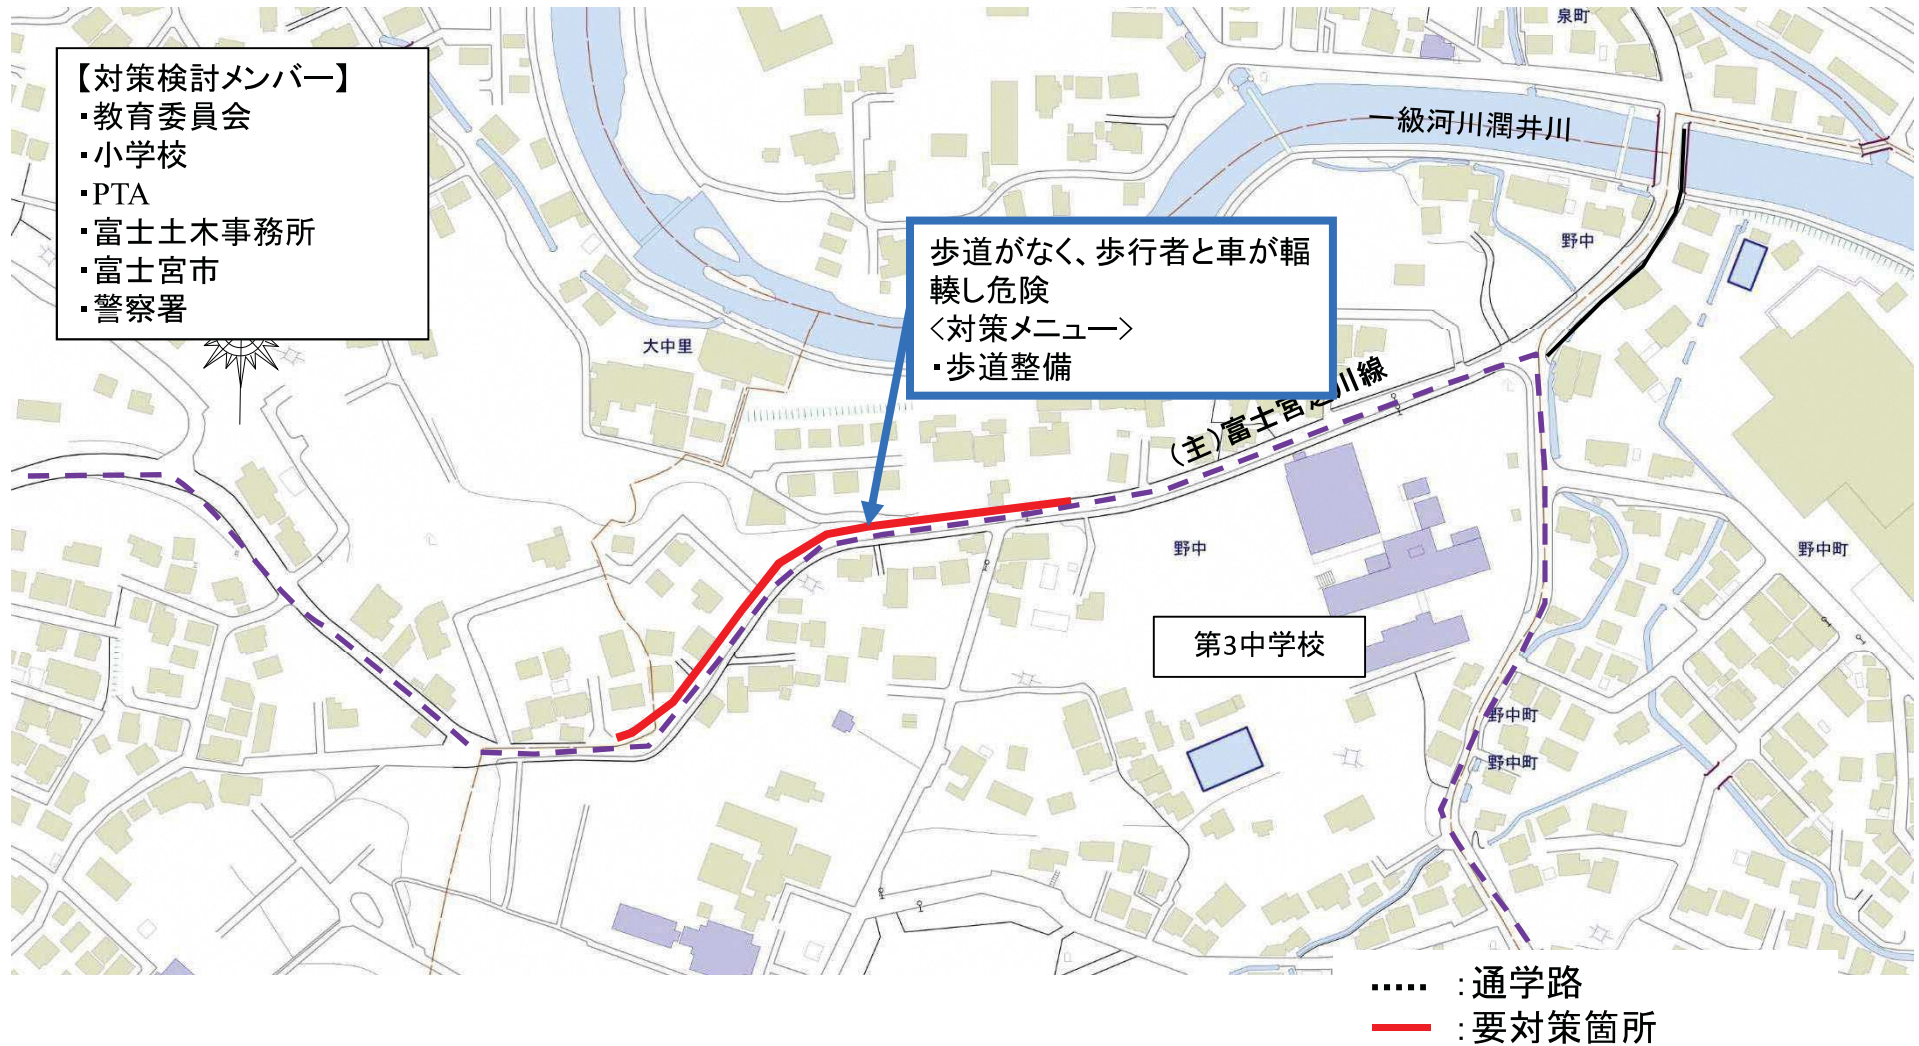 泉町
【対策検討メンバー】
・教育委員会
・小学校
・PTA
・富士土木事務所
・富士宮市
・警察署
一級河川潤井川
野中
歩道がなく、歩行者と車が輻
輳し危険
<対策メニュー>
・歩道整備
大中里
(主)富士宮芝川線
野中
野中町
第3中学校
野中町
野中町
:通学路
:要対策箇所